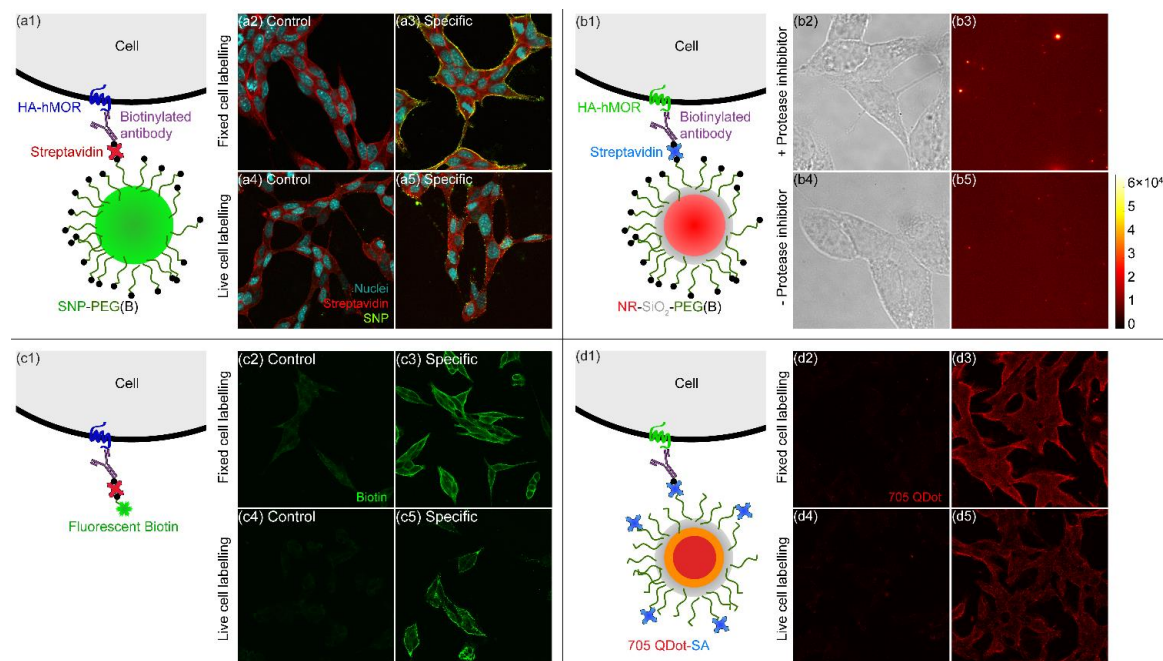 (a1)
Cell
HA-hMOR
Biotinylated
antibody
Streptavidin
SNP-PEG(B)
Fixed cell labelling
(a2) Control
(a3) Specific
Live cell labelling
(a4) Control
Nuclei
Streptavidin
SNP
(a5) Specific
(b1)
Cell
HA-hMOR
Biotinylated
antibody
Streptavidin
NR-SiO₂-PEG(B)
+ Protease inhibibitor
(b2)
(b3)
- Protease inhibitor
(b4)
(b5)
6×10⁴
5
4
3
2
1
0
(c1)
Cell
Fluorescent Biotin
Fixed cell labelling
(c2) Control
Biotin
(c3) Specific
Live cell labelling
(c4) Control
(c5) Specific
(d1)
Cell
705 QDot-SA
Fixed cell labelling
(d2)
705 QDot
(d3)
Live cell labelling
(d4)
(d5)